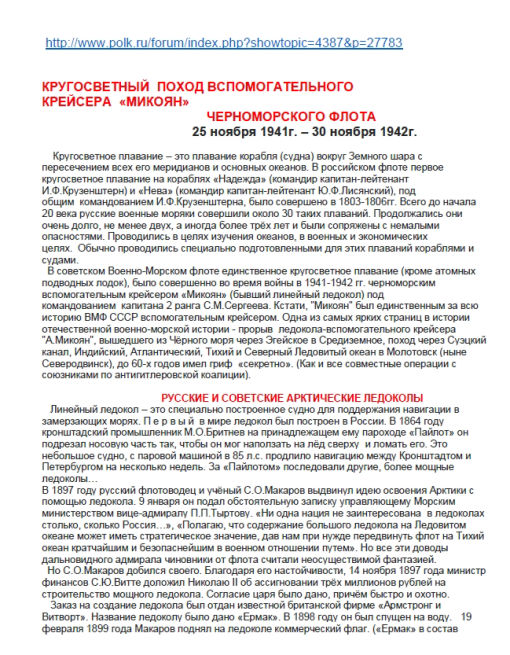 http://www.polk.ru/forum/index.php?showtopic=4387&p=27783
КРУГОСВЕТНЫЙ ПОХОД ВСПОМОГАТЕЛЬНОГО
КРЕЙСЕРА «МИКОЯН»
ЧЕРНОМОРСКОГО ФЛОТА
25 ноября 1941г. – 30 ноября 1942г.
Кругосветное плавание – это плавание корабля (судна) вокруг Земного шара с
пересечением всех его меридианов и основных океанов. В российском флоте первое
кругосветное плавание на кораблях «Надежда» (командир капитан-лейтенант
И.Ф.Крузенштерн) и «Нева» (командир капитан-лейтенант Ю.Ф.Лисянский), под
общим командованием И.Ф.Крузенштерна, было совершено в 1803-1806гг. Всего до начала
20 века русские военные моряки совершили около 30 таких плаваний. Продолжались они
очень долго, не менее двух, а иногда более трёх лет и были сопряжены с немалыми
опасностями. Проводились в целях изучения океанов, в военных и экономических
целях. Обычно проводились специально подготовленными для этих плаваний кораблями и
судами.
В советском Военно-Морском флоте единственное кругосветное плавание (кроме атомных
подводных лодок), было совершено во время войны в 1941-1942 гг. черноморским
вспомогательным крейсером «Микоян» (бывший линейный ледокол) под
командованием капитана 2 ранга С.М.Сергеева. Кстати, "Микоян" был единственным за всю
историю ВМФ СССР вспомогательным крейсером. Одна из самых ярких страниц в истории
отечественной военно-морской истории - прорыв ледокола-вспомогательного крейсера
"А.Микоян", вышедшего из Чёрного моря через Эгейское в Средиземное, поход через Суэцкий
канал, Индийский, Атлантический, Тихий и Северный Ледовитый океан в Молотовск (ныне
Северодвинск), до 60-х годов имел гриф «секретно». (Как и все совместные операции с
союзниками по антигитлеровской коалиции).
РУССКИЕ И СОВЕТСКИЕ АРКТИЧЕСКИЕ ЛЕДОКОЛЫ
Линейный ледокол – это специально построенное судно для поддержания навигации в
замерзающих морях. П е р в ы й в мире ледокол был построен в России. В 1864 году
кронштадский промышленник М.О.Бритнев на принадлежащем ему пароходе «Пайлот» он
подрезал носовую часть так, чтобы он мог наползать на лёд сверху и ломать его. Это
небольшое судно, с паровой машиной в 85 л.с. продлило навигацию между Кронштадтом и
Петербургом на несколько недель. За «Пайлотом» последовали другие, более мощные
ледоколы…
В 1897 году русский флотоводец и учёный С.О.Макаров выдвинул идею освоения Арктики с
помощью ледокола. 9 января он подал обстоятельную записку управляющему Морским
министерством вице-адмиралу П.П.Тыртову. «Ни одна нация не заинтересована в ледоколах
столько, сколько Россия…», «Полагаю, что содержание большого ледокола на Ледовитом
океане может иметь стратегическое значение, дав нам при нужде передвинуть флот на Тихий
океан кратчайшим и безопаснейшим в военном отношении путем». Но все эти доводы
дальновидного адмирала чиновники от флота считали неосуществимой фантазией.
Но С.О.Макаров добился своего. Благодаря его настойчивости, 14 ноября 1897 года министр
финансов С.Ю.Витте доложил Николаю II об ассигновании трёх миллионов рублей на
строительство мощного ледокола. Согласие царя было дано, причём быстро и охотно.
Заказ на создание ледокола был отдан известной британской фирме «Армстронг и
Витворт». Название ледоколу было дано «Ермак». В 1898 году он был спущен на воду. 19
февраля 1899 года Макаров поднял на ледоколе коммерческий флаг. («Ермак» в состав